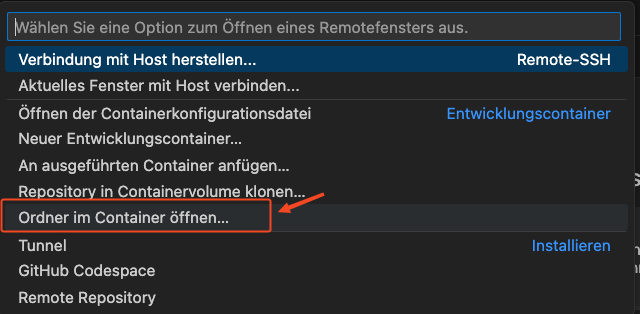 Wählen Sie eine Option zum Öffnen eines Remotefensters aus.
Verbindung mit Host herstellen... Remote-SSH
Aktuelles Fenster mit Host verbinden...
Öffnen der Containerkonfigurationsdatei Entwicklungscontainer
Neuer Entwicklungscontainer...
An ausgeführten Container anfügen...
Repository in Containervolume klonen...
Ordner im Container öffnen...
Tunnel Installieren
GitHub Codespace
Remote Repository